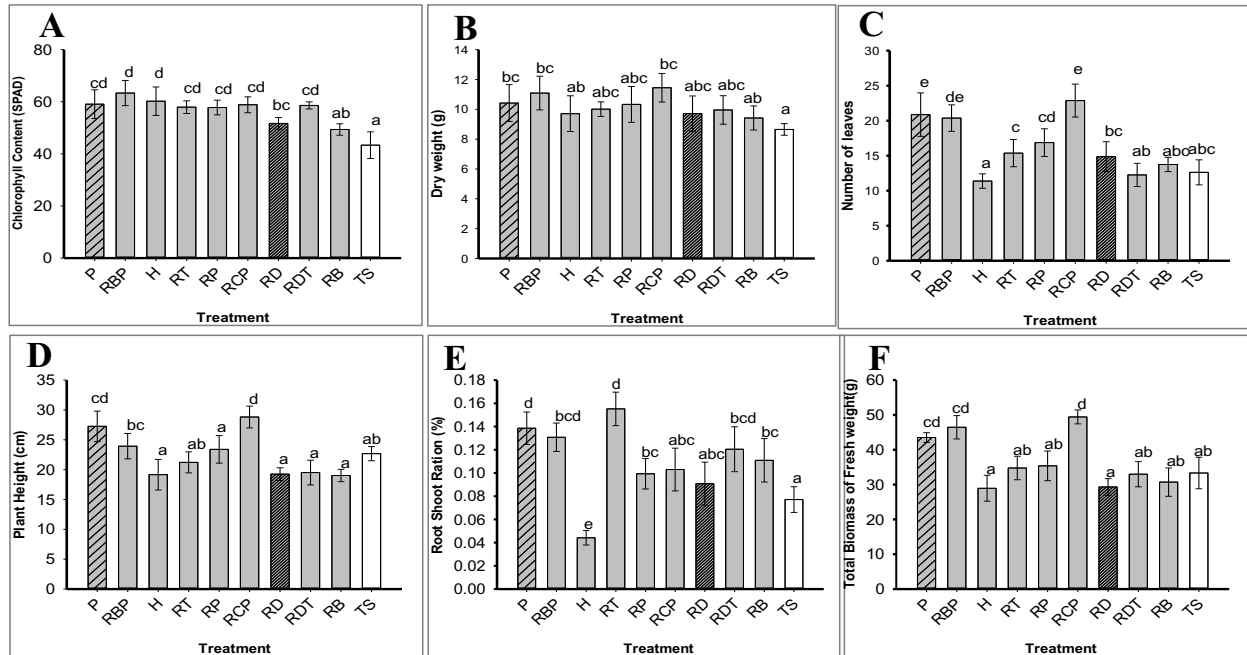 A
Chlorophyll Content (SPAD)
80
60
40
20
0
cd d d cd cd cd bc cd ab a
P RBP H RT RP RCP RD RDT RB TS
Treatment
B
Dry weight (g)
14
12
10
8
6
4
2
0
bc bc ab abc abc bc abc abc ab a
P RBP H RT RP RCP RD RDT RB TS
Treatment
C
Number of leaves
30
25
20
15
10
5
0
e de a c cd e bc ab abc abc
P RBP H RT RP RCP RD RDT RB TS
Treatment
D
Plant Height (cm)
35
30
25
20
15
10
5
0
cd bc a ab a d a a a ab
P RBP H RT RP RCP RD RDT RB TS
Treatment
E
Root Shoot Ration (%)
0.18
0.16
0.14
0.12
0.10
0.08
0.06
0.04
0.02
0.00
d bcd e d bc abc ab bcd bc a
P RBP H RT RP RCP RD RDT RB TS
Treatment
F
Total Biomass of Fresh weight(g)
60
50
40
30
20
10
0
cd cd a ab ab d a ab ab ab
P RBP H RT RP RCP RD RDT RB TS
Treatment